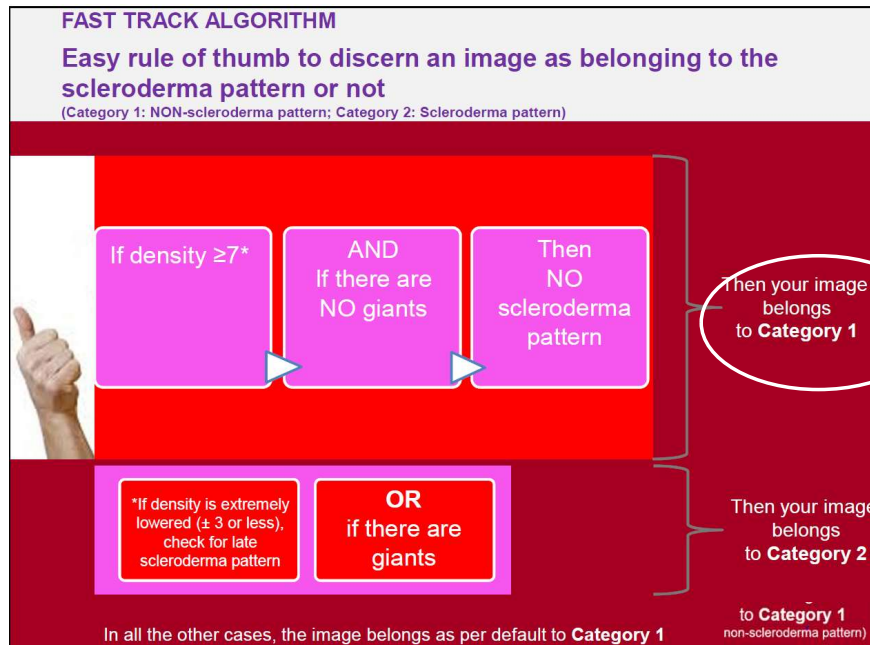 FAST TRACK ALGORITHM
Easy rule of thumb to discern an image as belonging to the
scleroderma pattern or not
(Category 1: NON-scleroderma pattern; Category 2: Scleroderma pattern)
If density ≥7*
AND
If there are
NO giants
Then
NO
scleroderma
pattern
Then your image
belongs
to Category 1
*If density is extremely
lowered (± 3 or less),
check for late
scleroderma pattern
OR
if there are
giants
Then your image
belongs
to Category 2
to Category 1
non-scleroderma pattern)
In all the other cases, the image belongs as per default to Category 1